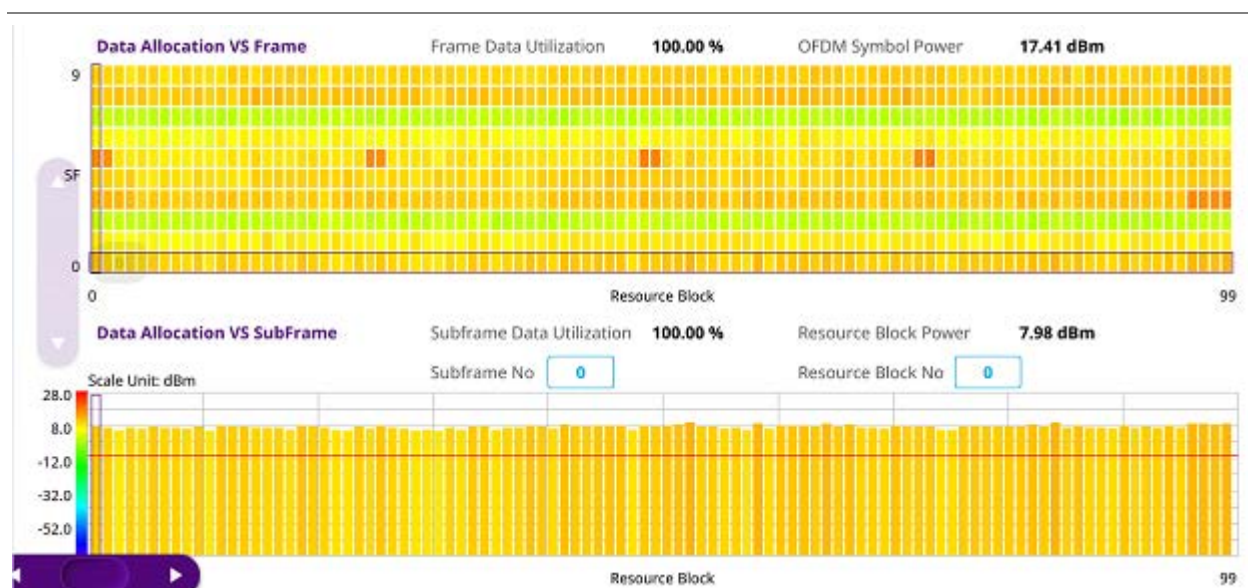 Data Allocation VS Frame Frame Data Utilization 100.00 % OFDM Symbol Power 17.41 dBm
9
SF
0
0 Resource Block 99
Data Allocation VS SubFrame Subframe Data Utilization 100.00 % Resource Block Power 7.98 dBm
Subframe No 0 Resource Block No 0
Scale Unit: dBm
28.0
8.0
-12.0
-32.0
-52.0
Resource Block 99